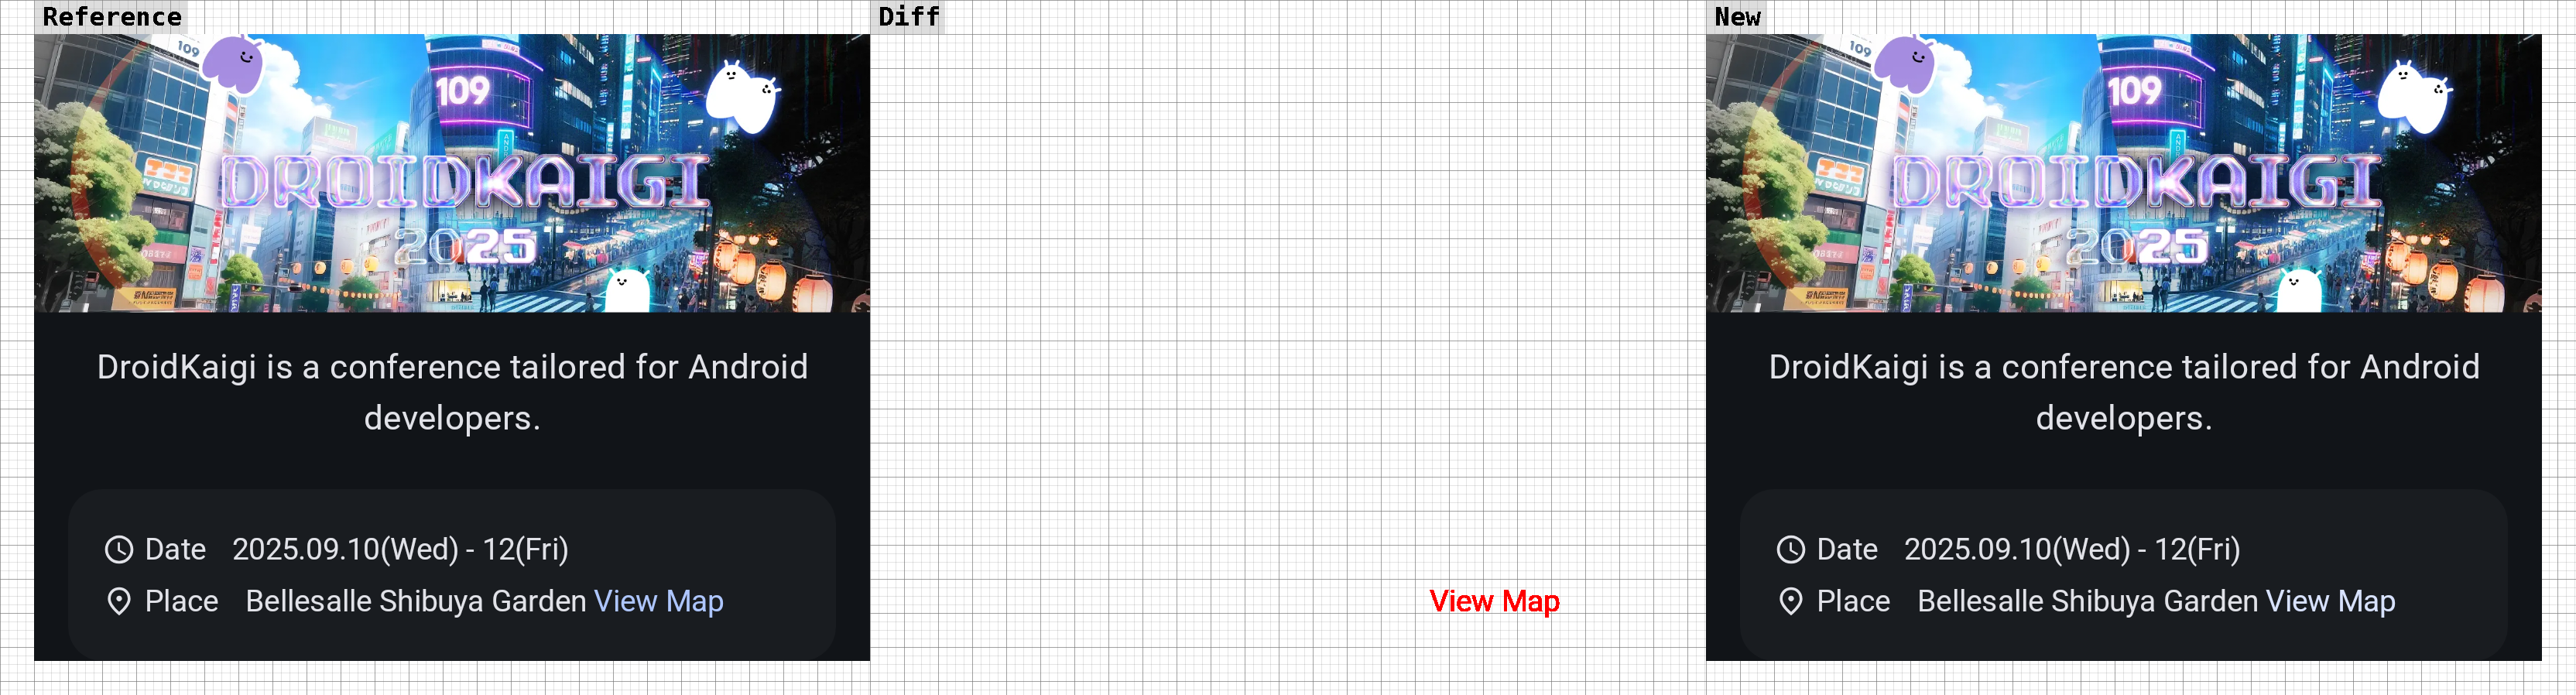 Reference
109
109
DROIDKAIGI
2025
DroidKaigi is a conference tailored for Android
developers.
Date 2025.09.10(Wed) - 12(Fri)
Place Bellesalle Shibuya Garden View Map
Diff
View Map
New
109
109
DROIDKAIGI
2025
DroidKaigi is a conference tailored for Android
developers.
Date 2025.09.10(Wed) - 12(Fri)
Place Bellesalle Shibuya Garden View Map